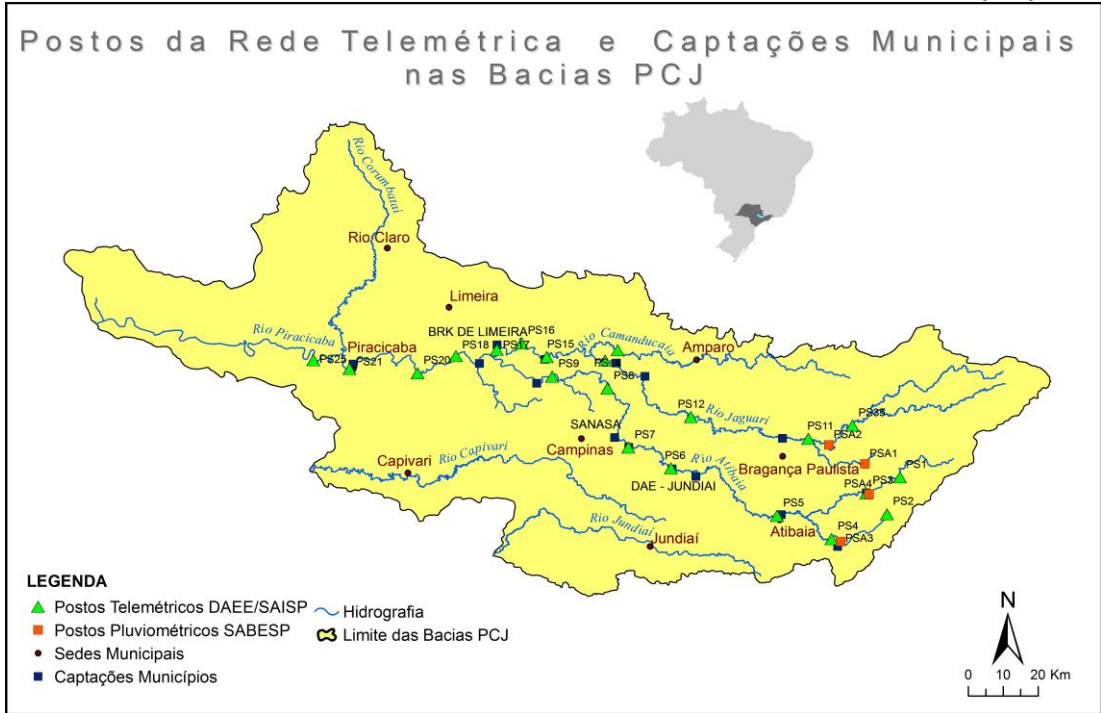 Postos da Rede Telemétrica e Captações Municipais
nas Bacias PCJ
Rio Corumbataí
Rio Claro
Limeira
BRK DE LIMEIRA
PS16
PS18
PS17
PS15
Rio Camanducaia
Rio Piracicaba
Piracicaba
PS25
PS21
PS20
PS9
PS8
Amparo
PS12
Rio Jaguari
PS38
PS11
PSA2
SANASA
PS7
Campinas
Rio Capivari
Capivari
PS6
Rio Atibaia
Bragança Paulista
PSA1
PS1
DAE - JUNDIAI
PSA4
PS3
PS2
PS5
Rio Jundiaí
Jundiaí
Atibaia
PS4
PSA3
LEGENDA
Postos Telemétricos DAEE/SAISP
Hidrografia
Postos Pluviométricos SABESP
Limite das Bacias PCJ
Sedes Municipais
Captações Municípios
N
0 10 20 Km